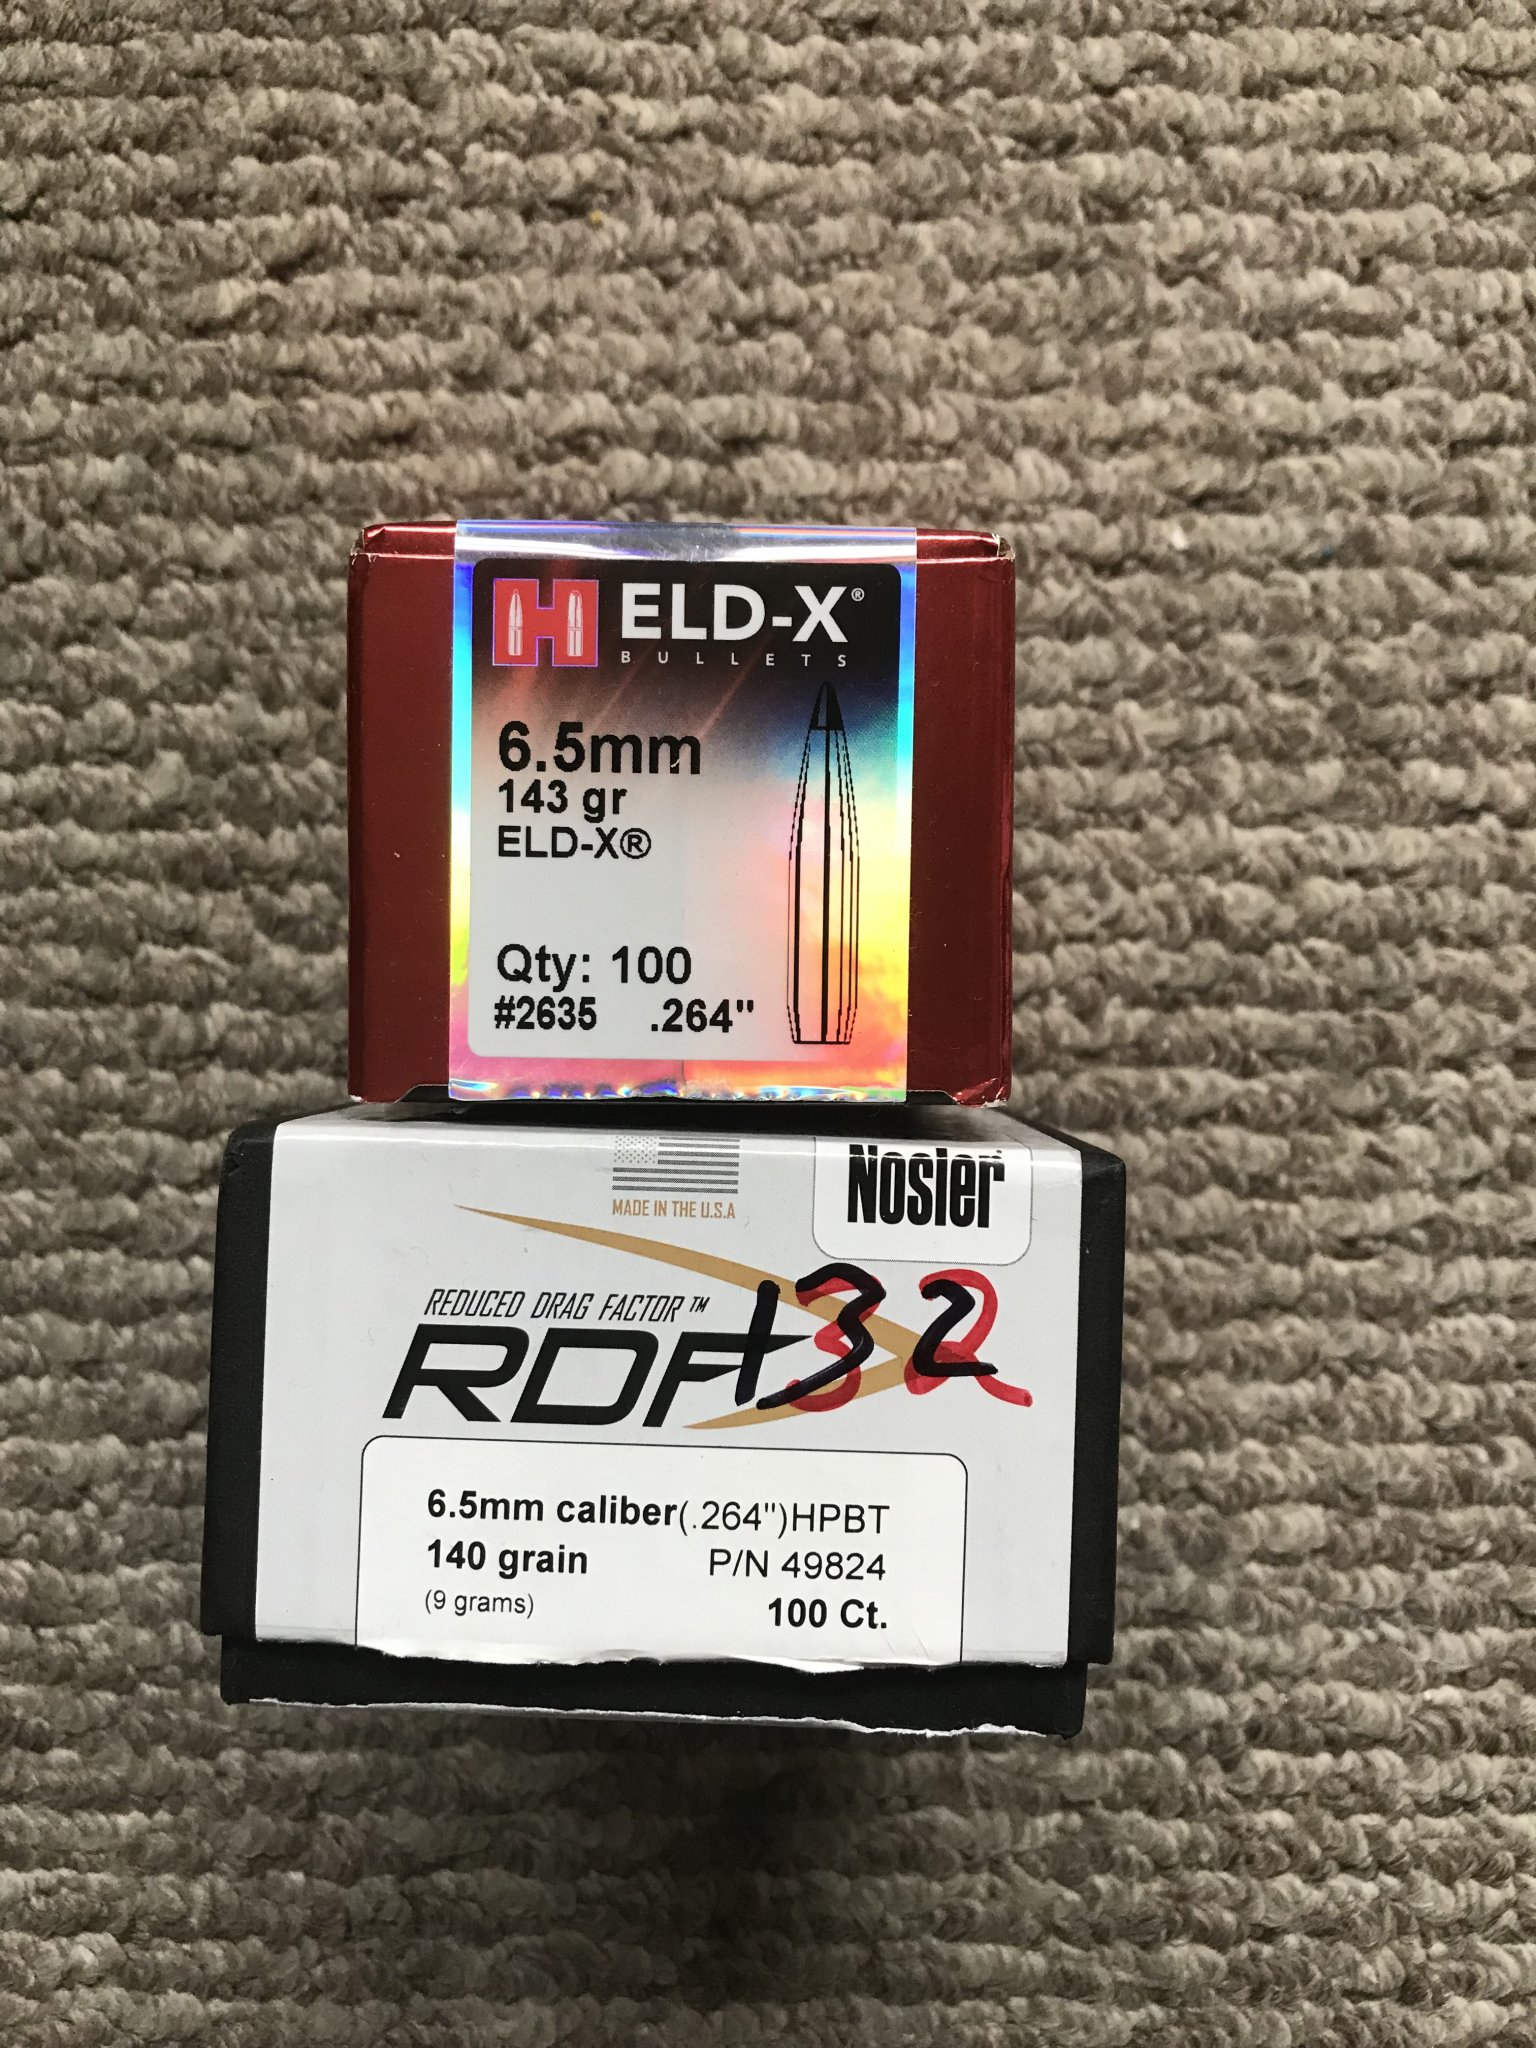 H ELD-X®
BULLETS
6.5mm
143 gr
ELD-X®
Qty: 100
#2635 .264"
MADE IN THE U.S.A
Nosler
REDUCED DRAG FACTOR™
RDF
132
6.5mm caliber(.264")HPBT
140 grain P/N 49824
(9 grams) 100 Ct.